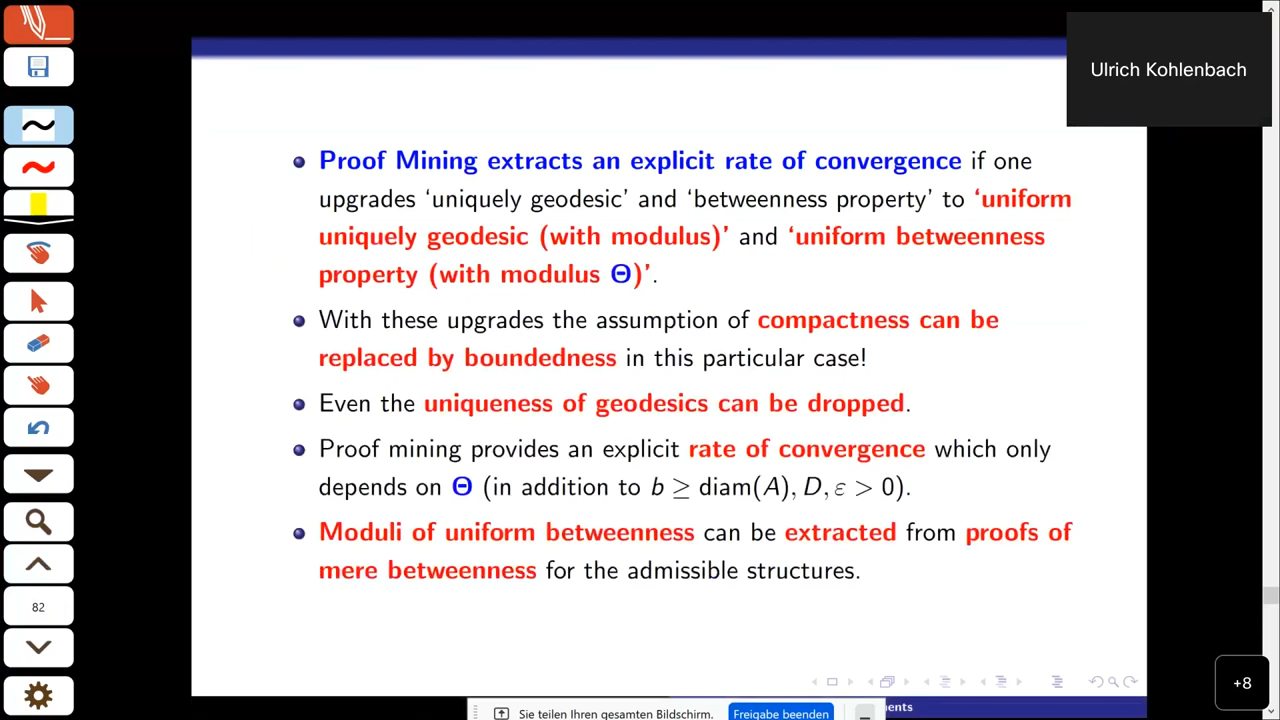 Ulrich Kohlenbach
Proof Mining extracts an explicit rate of convergence if one
upgrades ‘uniquely geodesic’ and ‘betweenness property’ to ‘uniform
uniquely geodesic (with modulus)’ and ‘uniform betweenness
property (with modulus Θ)’.
With these upgrades the assumption of compactness can be
replaced by boundedness in this particular case!
Even the uniqueness of geodesics can be dropped.
Proof mining provides an explicit rate of convergence which only
depends on Θ (in addition to b ≥ diam(A), D, ε > 0).
Moduli of uniform betweenness can be extracted from proofs of
mere betweenness for the admissible structures.
82
+8
Sie teilen Ihren gesamten Bildschirm.
Freigabe beenden
ments